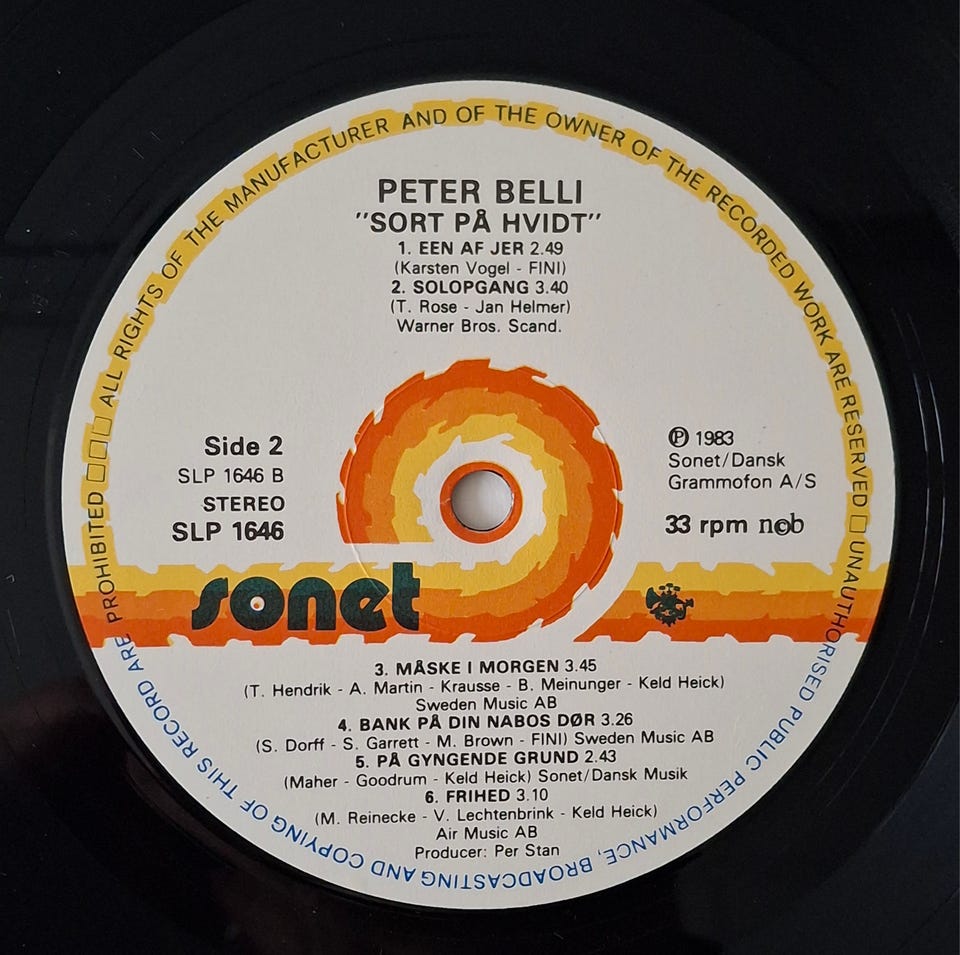 ALL RIGHTS OF THE MANUFACTURER AND OF THE OWNER OF THE RECORDED WORK ARE RESERVED □ UNAUTHORISED PUBLIC PERFORMANCE, BROADCASTING AND COPYING OF THIS RECORD ARE PROHIBITED □□□
PETER BELLI
"SORT PÅ HVIDT"
1. EEN AF JER 2.49
(Karsten Vogel - FINI)
2. SOLOPGANG 3.40
(T. Rose - Jan Helmer)
Warner Bros. Scand.
Side 2
SLP 1646 B
STEREO
SLP 1646
℗ 1983
Sonet/Dansk
Grammofon A/S
33 rpm ncb
sonet
3. MÅSKE I MORGEN 3.45
(T. Hendrik - A. Martin - Krausse - B. Meinunger - Keld Heick)
Sweden Music AB
4. BANK PÅ DIN NABOS DØR 3.26
(S. Dorff - S. Garrett - M. Brown - FINI) Sweden Music AB
5. PÅ GYNGENDE GRUND 2.43
(Maher - Goodrum - Keld Heick) Sonet/Dansk Musik
6. FRIHED 3.10
(M. Reinecke - V. Lechtenbrink - Keld Heick)
Air Music AB
Producer: Per Stan